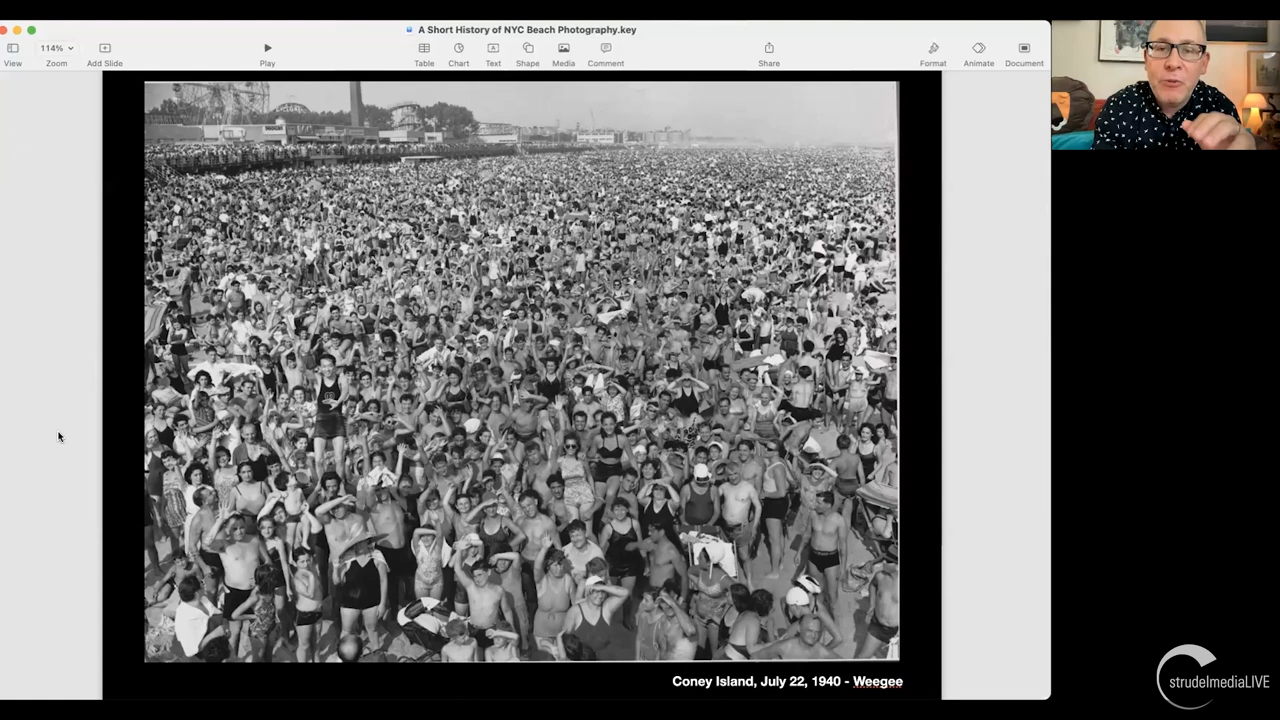 A Short History of NYC Beach Photography.key
114%
View
Zoom
Add Slide
Play
Table
Chart
Text
Shape
Media
Comment
Share
Format
Animate
Document
Coney Island, July 22, 1940 - Weegee
strudelmediaLIVE